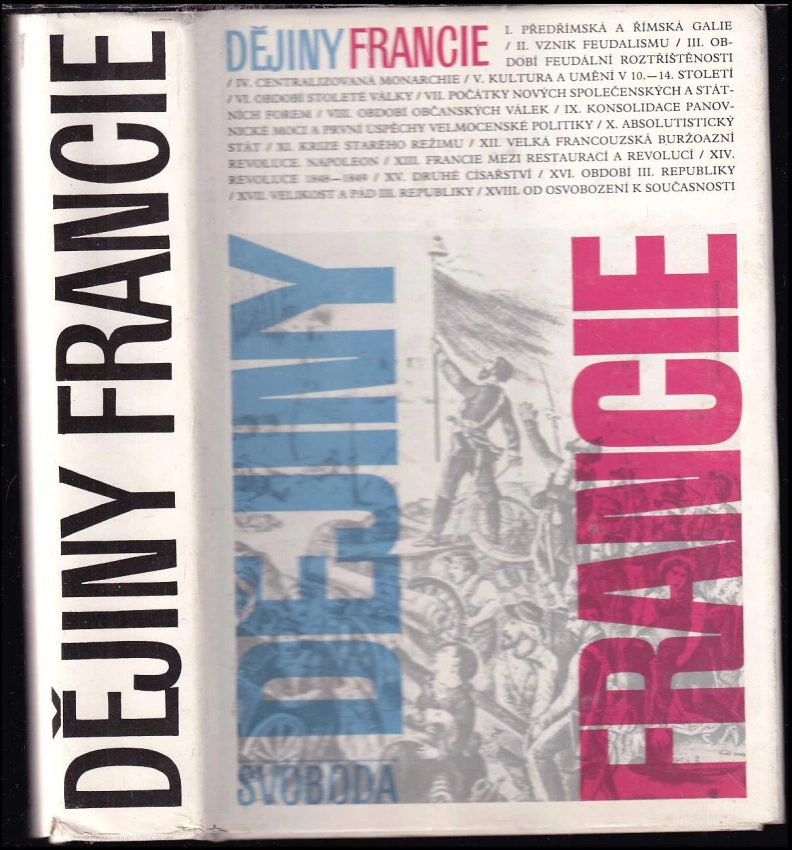 DĚJINY FRANCIE
DĚJINY FRANCIE
I. PŘEDŘÍMSKÁ A ŘÍMSKÁ GALIE
/ II. VZNIK FEUDALISMU / III. OB-
DOBÍ FEUDÁLNÍ ROZTŘÍŠTĚNOSTI
/ IV. CENTRALIZOVANÁ MONARCHIE / V. KULTURA A UMĚNÍ V 10.—14. STOLETÍ
/ VI. OBDOBÍ STOLETÉ VÁLKY / VII. POČÁTKY NOVÝCH SPOLEČENSKÝCH A STÁT-
NÍCH FOREM / VIII. OBDOBÍ OBČANSKÝCH VÁLEK / IX. KONSOLIDACE PANOV-
NICKÉ MOCI A PRVNÍ ÚSPĚCHY VELMOCENSKÉ POLITIKY / X. ABSOLUTISTICKÝ
STÁT / XI. KRIZE STARÉHO REŽIMU / XII. VELKÁ FRANCOUZSKÁ BURŽOAZNÍ
REVOLUCE. NAPOLEON / XIII. FRANCIE MEZI RESTAURACÍ A REVOLUCÍ / XIV.
REVOLUCE 1848—1849 / XV. DRUHÉ CÍSAŘSTVÍ / XVI. OBDOBÍ III. REPUBLIKY
/ XVII. VELIKOST A PÁD III. REPUBLIKY / XVIII. OD OSVOBOZENÍ K SOUČASNOSTI
DĚJINY
FRANCIE
SVOBODA